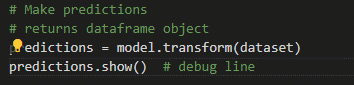 # Make predictions
# returns dataframe object
predictions = model.transform(dataset)
predictions.show()  # debug line